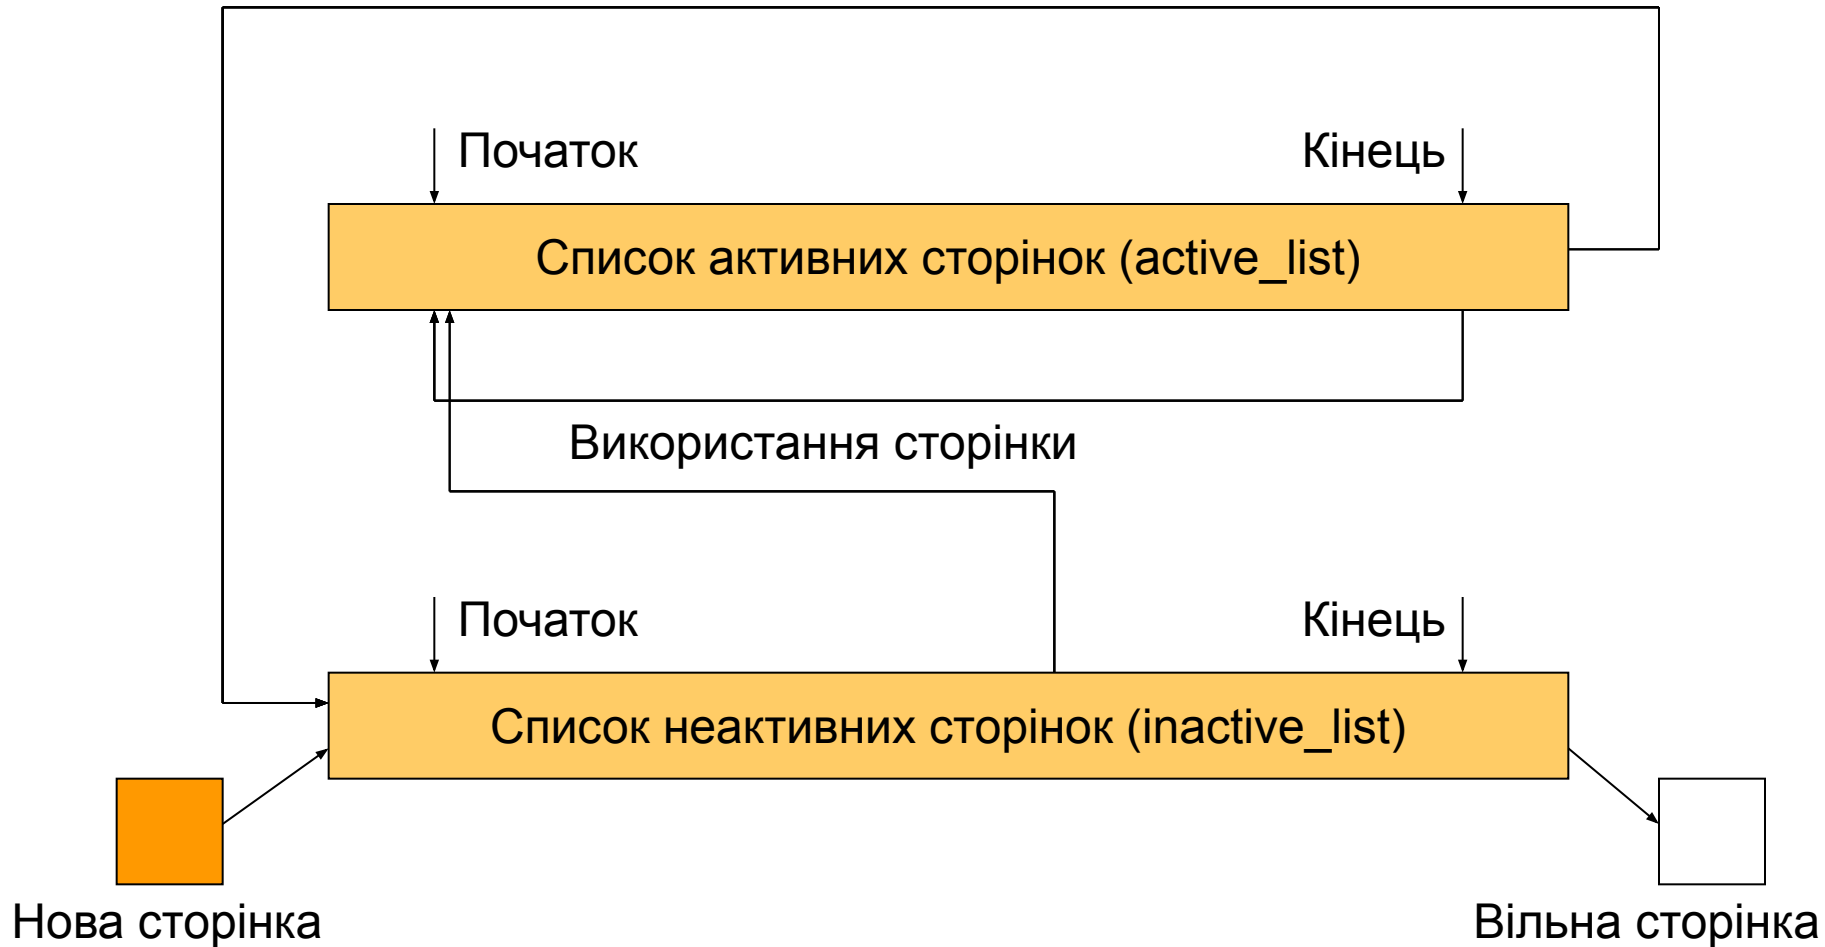 Початок
Кінець
Список активних сторінок (active_list)
Використання сторінки
Початок
Кінець
Список неактивних сторінок (inactive_list)
Нова сторінка
Вільна сторінка